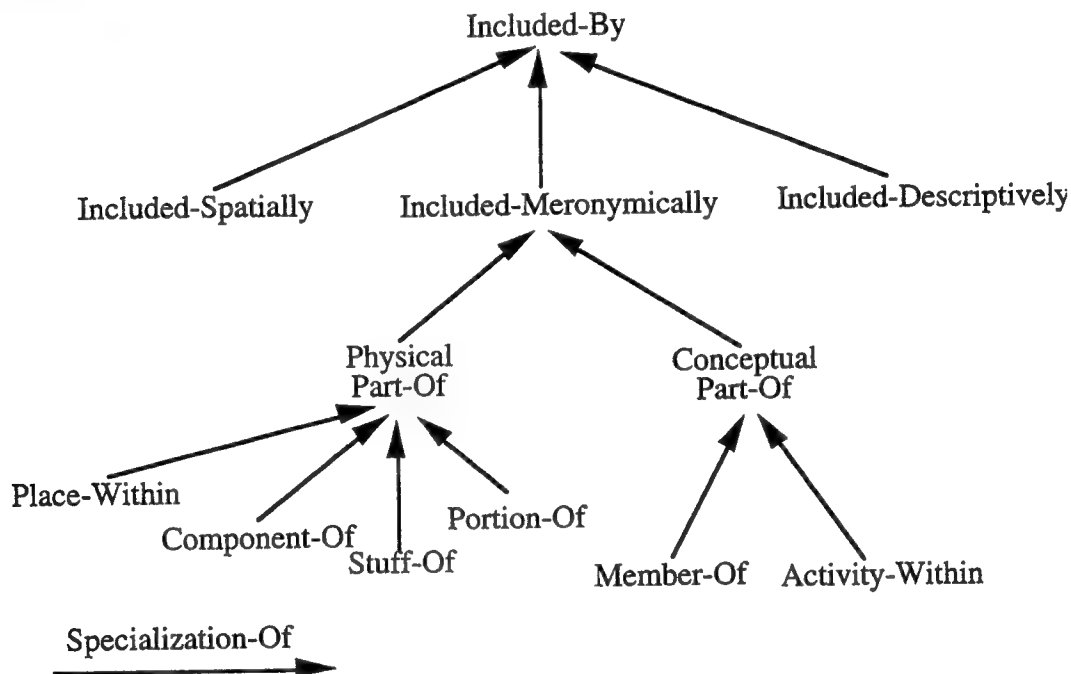 Included-By
Included-Spatially
Included-Meronymically
Included-Descriptively
Physical
Part-Of
Conceptual
Part-Of
Place-Within
Component-Of
Stuff-Of
Portion-Of
Member-Of
Activity-Within
Specialization-Of